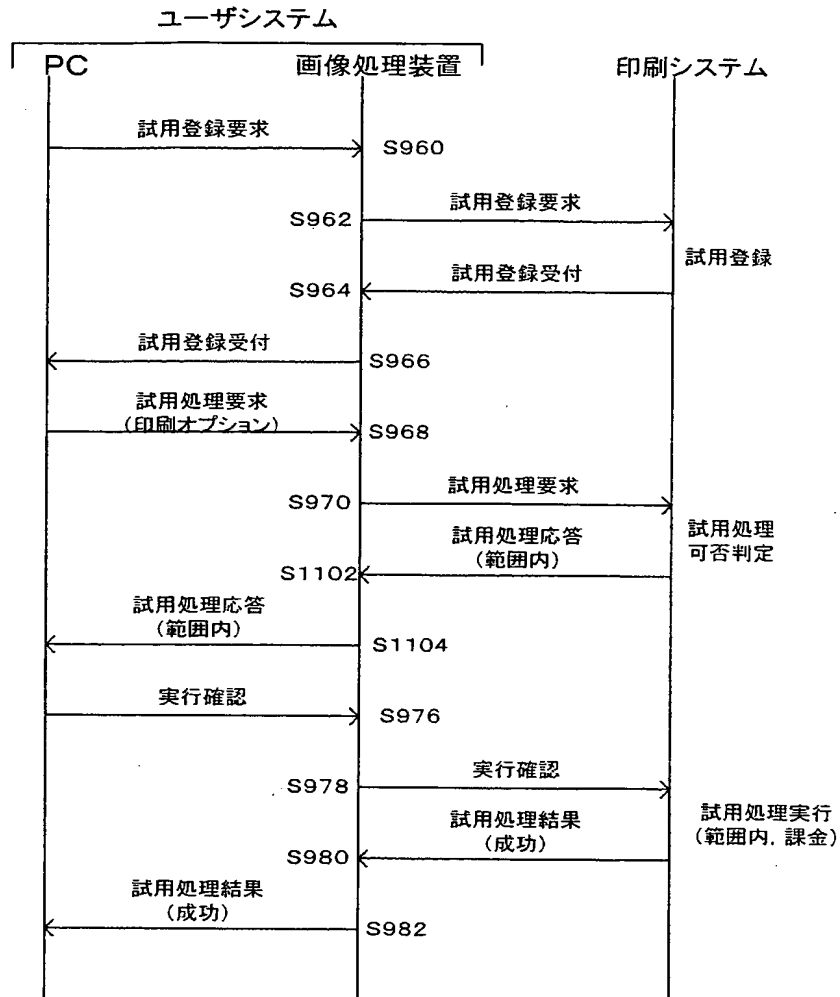 ユーザシステム
PC
画像処理装置
印刷システム
試用登録要求
S960
S962
試用登録要求
試用登録
S964
試用登録受付
試用登録受付
S966
試用処理要求
(印刷オプション)
S968
S970
試用処理要求
試用処理
可否判定
試用処理応答
(範囲内)
S1102
試用処理応答
(範囲内)
S1104
実行確認
S976
S978
実行確認
試用処理実行
(範囲内, 課金)
試用処理結果
(成功)
S980
試用処理結果
(成功)
S982